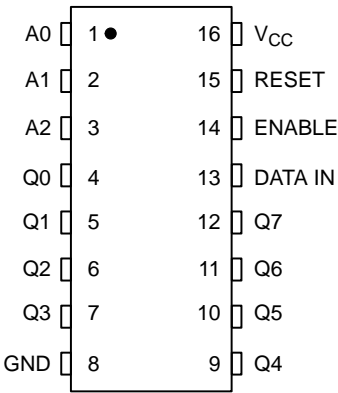 A0 1 16 VCC
A1 2 15 RESET
A2 3 14 ENABLE
Q0 4 13 DATA IN
Q1 5 12 Q7
Q2 6 11 Q6
Q3 7 10 Q5
GND 8 9 Q4